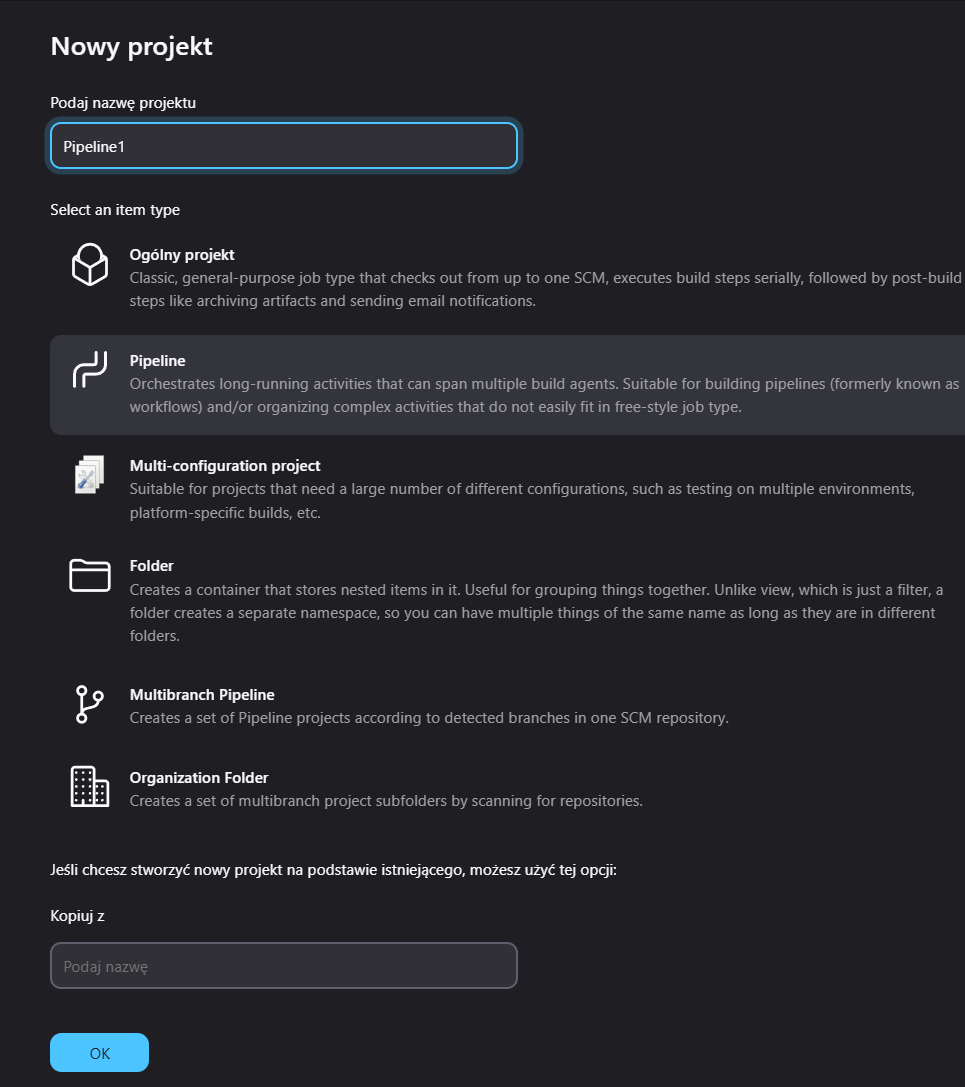 Nowy projekt
Podaj nazwę projektu
Pipeline1
Select an item type
Ogólny projekt
Classic, general-purpose job type that checks out from up to one SCM, executes build steps serially, followed by post-build
steps like archiving artifacts and sending email notifications.
Pipeline
Orchestrates long-running activities that can span multiple build agents. Suitable for building pipelines (formerly known as
workflows) and/or organizing complex activities that do not easily fit in free-style job type.
Multi-configuration project
Suitable for projects that need a large number of different configurations, such as testing on multiple environments,
platform-specific builds, etc.
Folder
Creates a container that stores nested items in it. Useful for grouping things together. Unlike view, which is just a filter, a
folder creates a separate namespace, so you can have multiple things of the same name as long as they are in different
folders.
Multibranch Pipeline
Creates a set of Pipeline projects according to detected branches in one SCM repository.
Organization Folder
Creates a set of multibranch project subfolders by scanning for repositories.
Jeśli chcesz stworzyć nowy projekt na podstawie istniejącego, możesz użyć tej opcji:
Kopiuj z
Podaj nazwę
OK